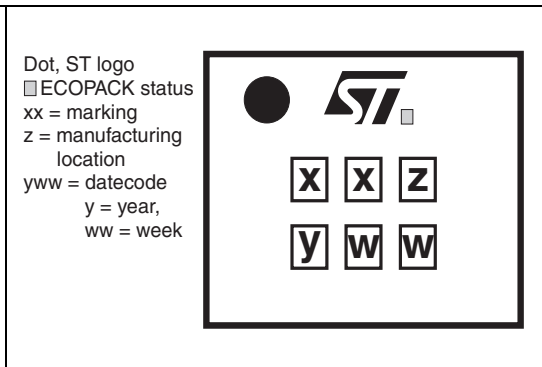 Dot, ST logo
ECOPACK status
xx = marking
z = manufacturing
location
yww = datecode
y = year,
ww = week
ST
x x z
y w w